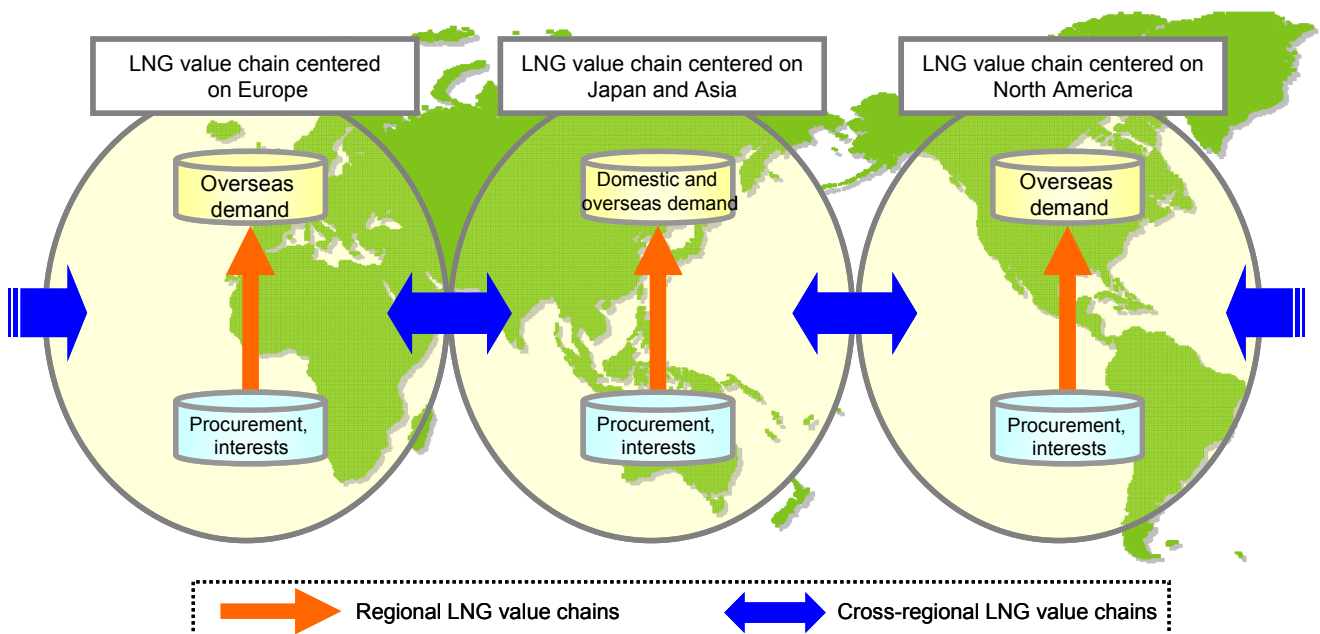 LNG value chain centered
on Europe
LNG value chain centered on
Japan and Asia
LNG value chain centered on
North America
Overseas
demand
Domestic and
overseas demand
Overseas
demand
Procurement,
interests
Procurement,
interests
Procurement,
interests
Regional LNG value chains
Cross-regional LNG value chains